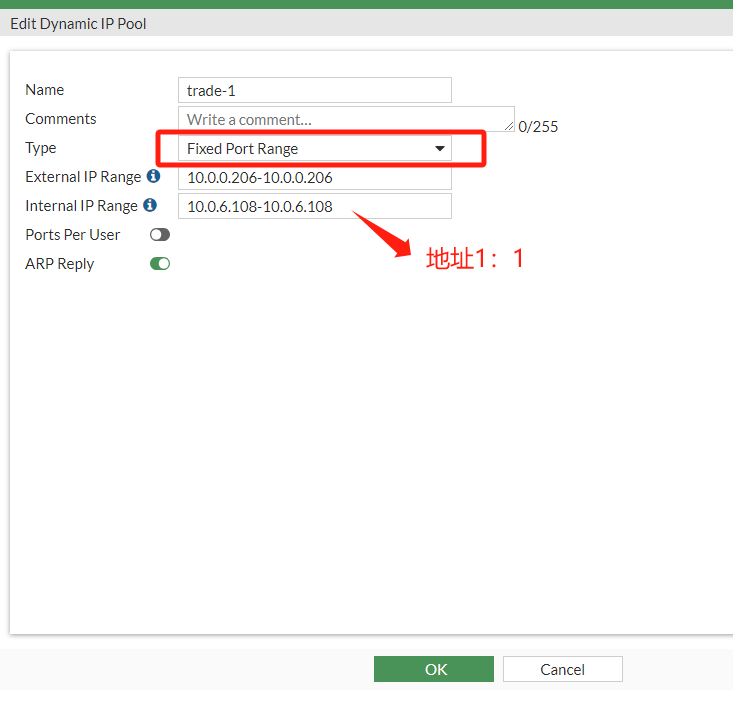 Edit Dynamic IP Pool
Name trade-1
Comments Write a comment... 0/255
Type Fixed Port Range
External IP Range 10.0.0.206-10.0.0.206
Internal IP Range 10.0.6.108-10.0.6.108
Ports Per User
地址1：1
ARP Reply
OK Cancel